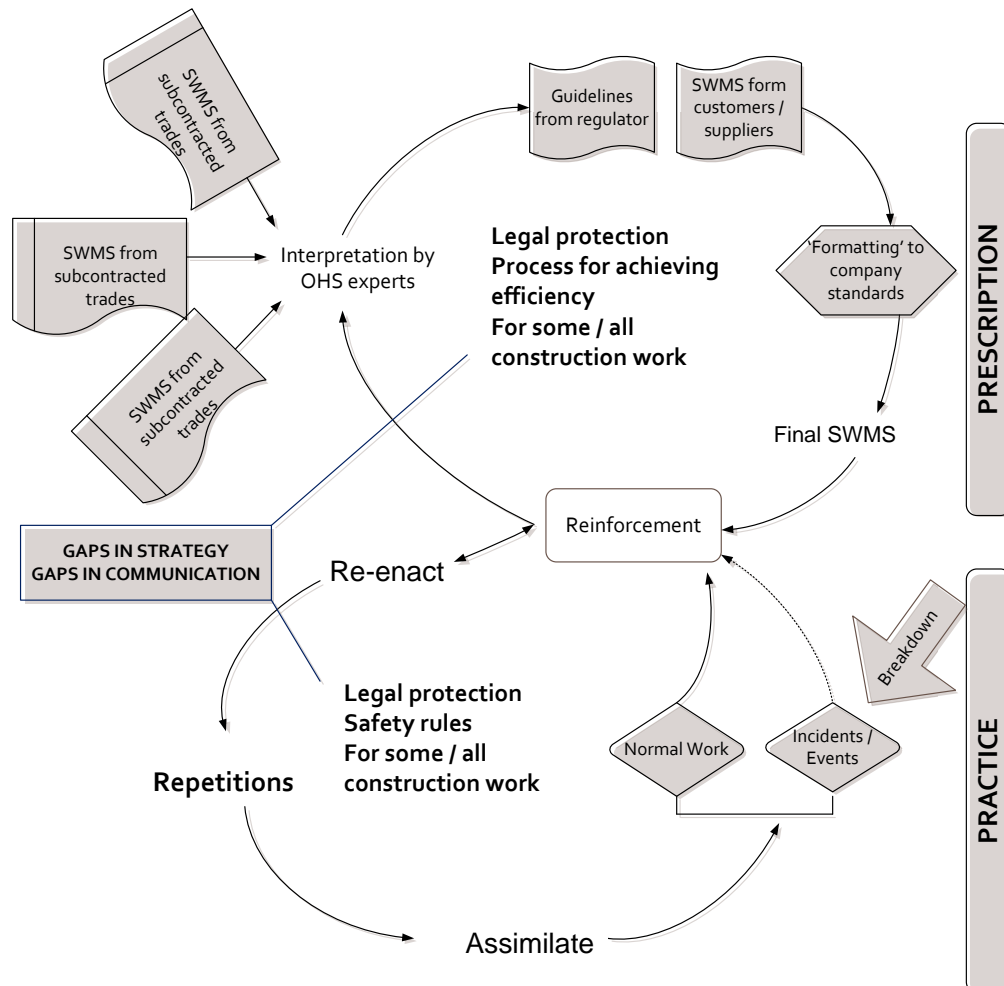 SWMS from
subcontracted
trades
Guidelines
from regulator
SWMS form
customers /
suppliers
SWMS from
subcontracted
trades
Interpretation by
OHS experts
Legal protection
Process for achieving
efficiency
For some / all
construction work
'Formatting' to
company
standards
PRESCRIPTION
SWMS from
subcontracted
trades
Final SWMS
Reinforcement
GAPS IN STRATEGY
GAPS IN COMMUNICATION
Re-enact
Breakdown
Legal protection
Safety rules
For some / all
construction work
Normal Work
Incidents /
Events
Repetitions
PRACTICE
Assimilate